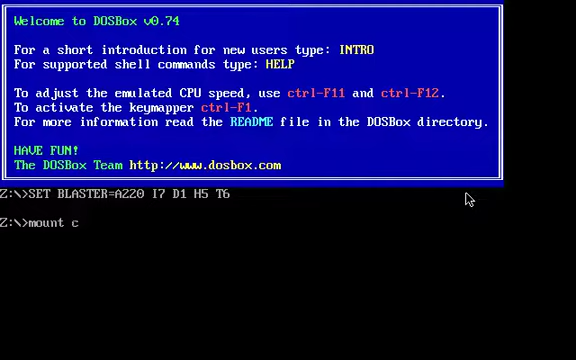 Welcome to DOSBox v0.74
For a short introduction for new users type: INTRO
For supported shell commands type: HELP
To adjust the emulated CPU speed, use ctrl-F11 and ctrl-F12.
To activate the keymapper ctrl-F1.
For more information read the README file in the DOSBox directory.
HAVE FUN!
The DOSBox Team http://www.dosbox.com
Z:\>SET BLASTER=A220 I7 D1 H5 T6
Z:\>mount c